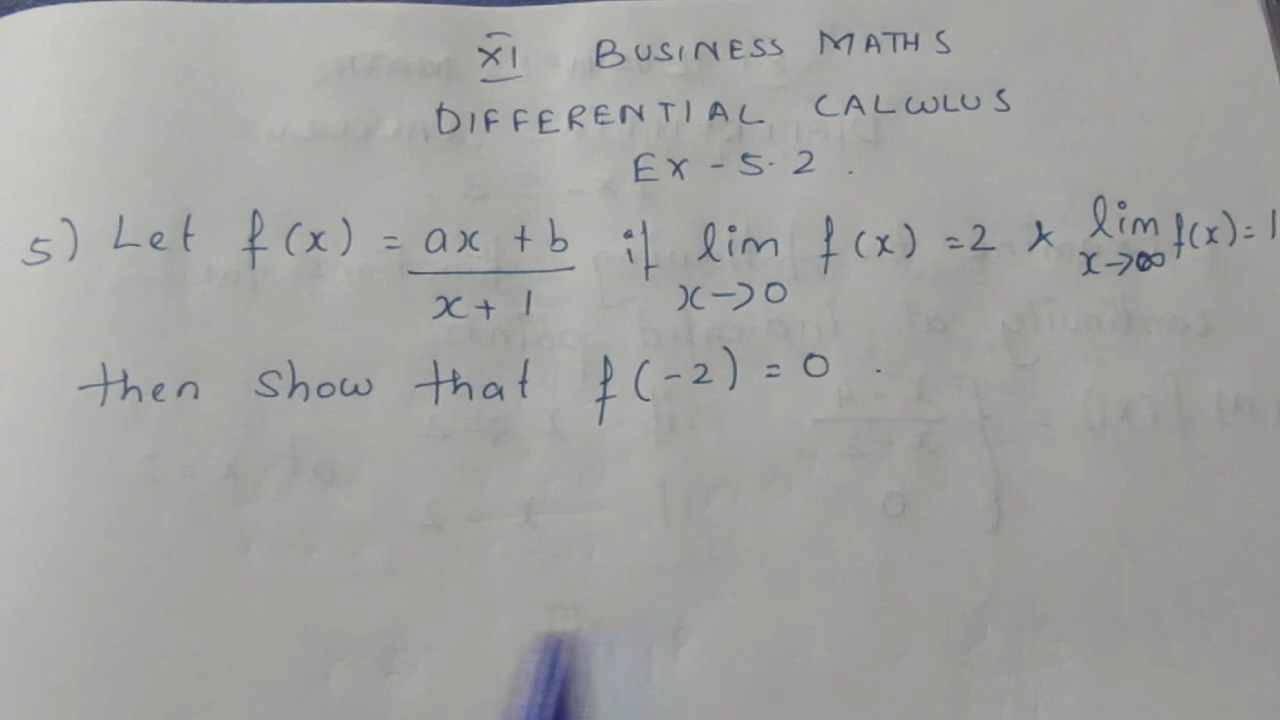 XI BUSINESS MATHS
DIFFERENTIAL CALCULUS
Ex - 5.2 .
5) Let f(x) = ax + b if lim f(x) = 2 & lim f(x) = 1
x + 1 x->0 x->∞
then show that f(-2) = 0 .